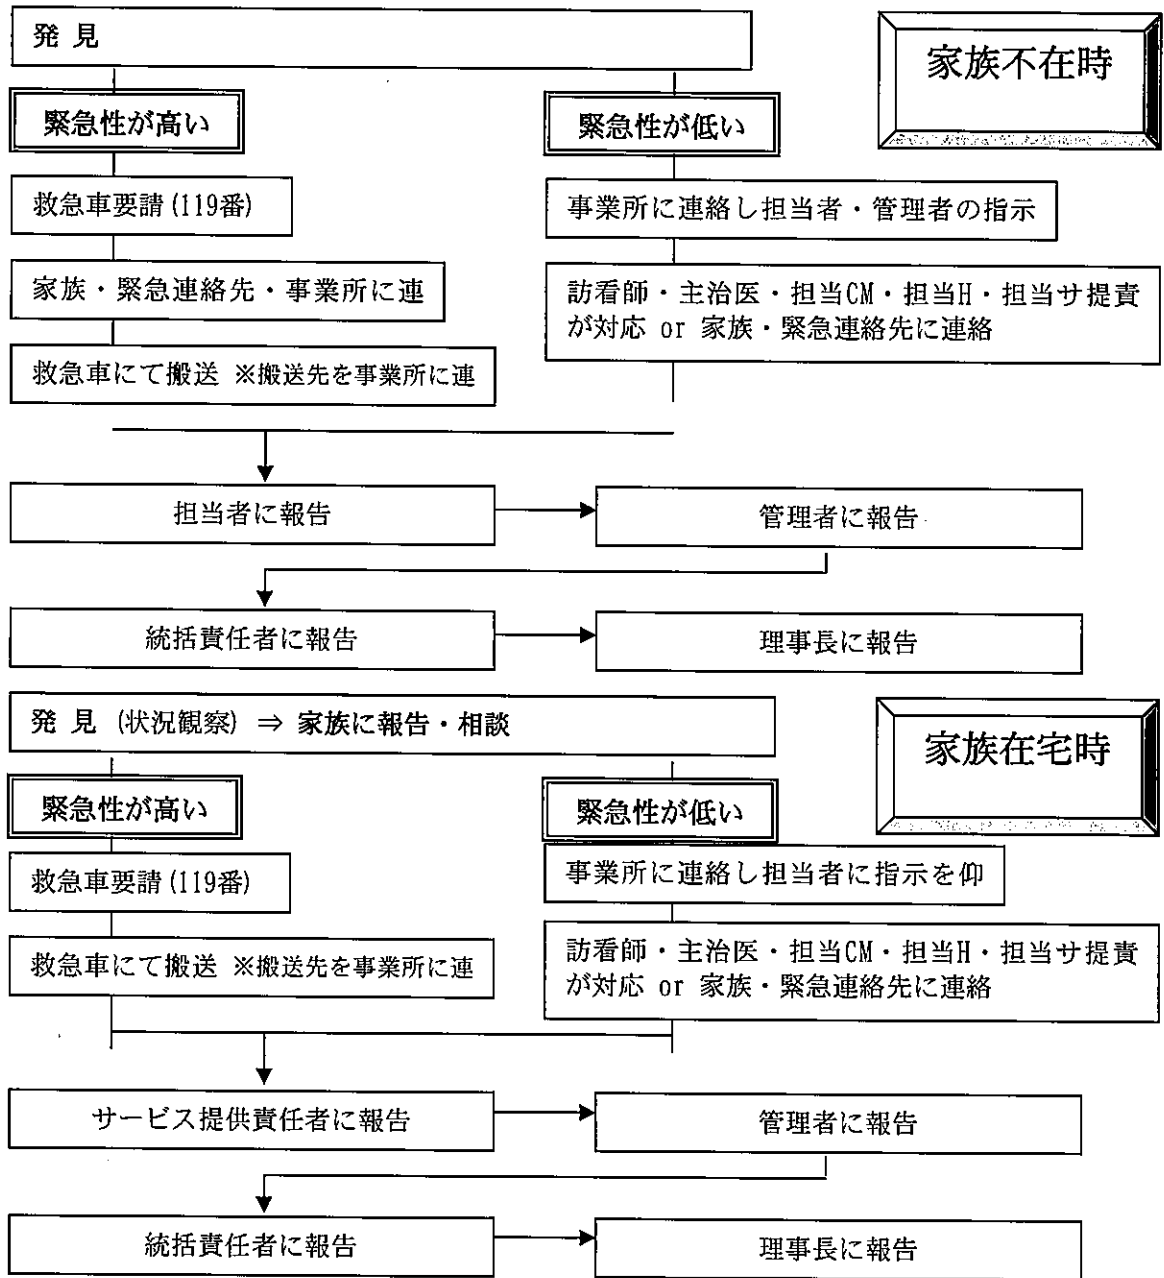 発 見
家族不在時
緊急性が高い
緊急性が低い
救急車要請(119番)
事業所に連絡し担当者・管理者の指示
家族・緊急連絡先・事業所に連
訪看師・主治医・担当CM・担当H・担当サ提責
が対応 or 家族・緊急連絡先に連絡
救急車にて搬送 ※搬送先を事業所に連
担当者に報告
管理者に報告
統括責任者に報告
理事長に報告
発 見 (状況観察) ⇒ 家族に報告・相談
家族在宅時
緊急性が高い
緊急性が低い
救急車要請(119番)
事業所に連絡し担当者に指示を仰
救急車にて搬送 ※搬送先を事業所に連
訪看師・主治医・担当CM・担当H・担当サ提責
が対応 or 家族・緊急連絡先に連絡
サービス提供責任者に報告
管理者に報告
統括責任者に報告
理事長に報告